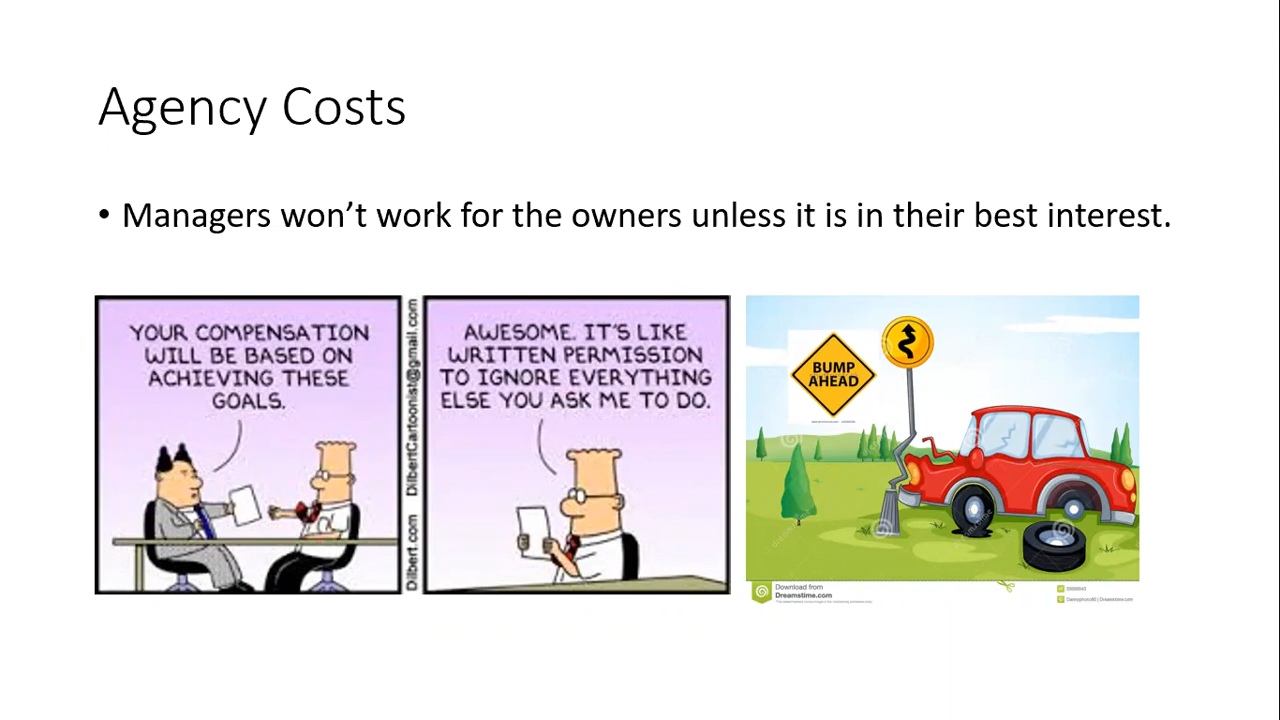 Agency Costs
• Managers won’t work for the owners unless it is in their best interest.
YOUR COMPENSATION
WILL BE BASED ON
ACHIEVING THESE
GOALS.
Dilbert.com DilbertCartoonist@gmail.com
AWESOME. IT'S LIKE
WRITTEN PERMISSION
TO IGNORE EVERYTHING
ELSE YOU ASK ME TO DO.
BUMP
AHEAD
Download from
Dreamstime.com